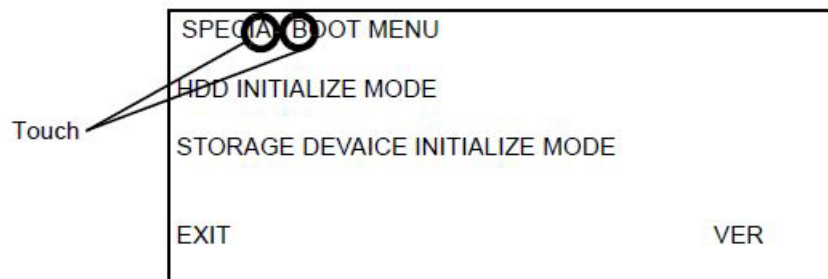 SPECIAL BOOT MENU
HDD INITIALIZE MODE
Touch
STORAGE DEVAICE INITIALIZE MODE
EXIT
VER